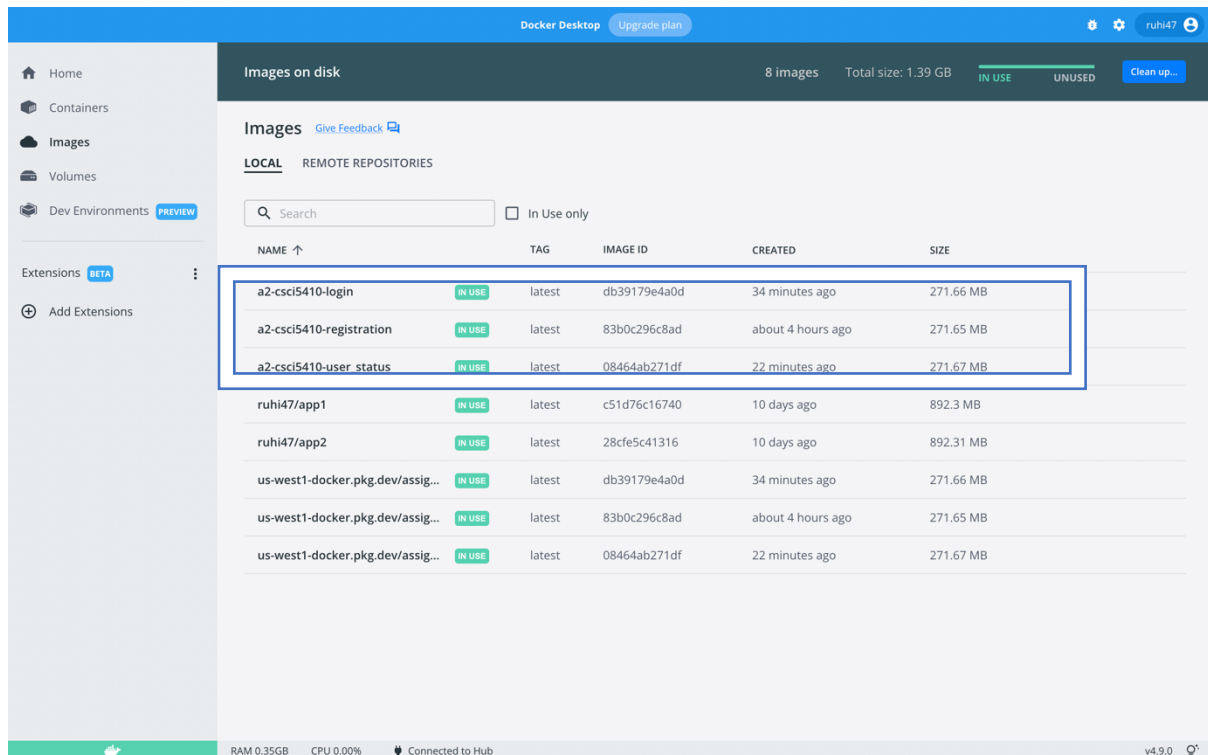 Docker Desktop Upgrade plan ruhi47
Home
Containers
Images
Volumes
Dev Environments PREVIEW
Extensions BETA
Add Extensions
Images on disk 8 images Total size: 1.39 GB IN USE UNUSED Clean up...
Images Give Feedback
LOCAL REMOTE REPOSITORIES
Search In Use only
NAME TAG IMAGE ID CREATED SIZE
a2-csci5410-login IN USE latest db39179e4a0d 34 minutes ago 271.66 MB
a2-csci5410-registration IN USE latest 83b0c296c8ad about 4 hours ago 271.65 MB
a2-csci5410-user_status IN USE latest 08464ab271df 22 minutes ago 271.67 MB
ruhi47/app1 IN USE latest c51d76c16740 10 days ago 892.3 MB
ruhi47/app2 IN USE latest 28cfe5c41316 10 days ago 892.31 MB
us-west1-docker.pkg.dev/assig... IN USE latest db39179e4a0d 34 minutes ago 271.66 MB
us-west1-docker.pkg.dev/assig... IN USE latest 83b0c296c8ad about 4 hours ago 271.65 MB
us-west1-docker.pkg.dev/assig... IN USE latest 08464ab271df 22 minutes ago 271.67 MB
RAM 0.35GB CPU 0.00% Connected to Hub v4.9.0